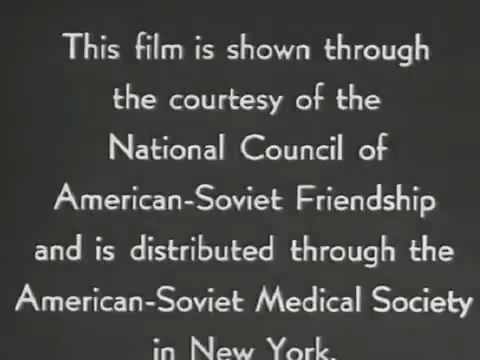 This film is shown through
the courtesy of the
National Council of
American-Soviet Friendship
and is distributed through the
American-Soviet Medical Society
in New York.